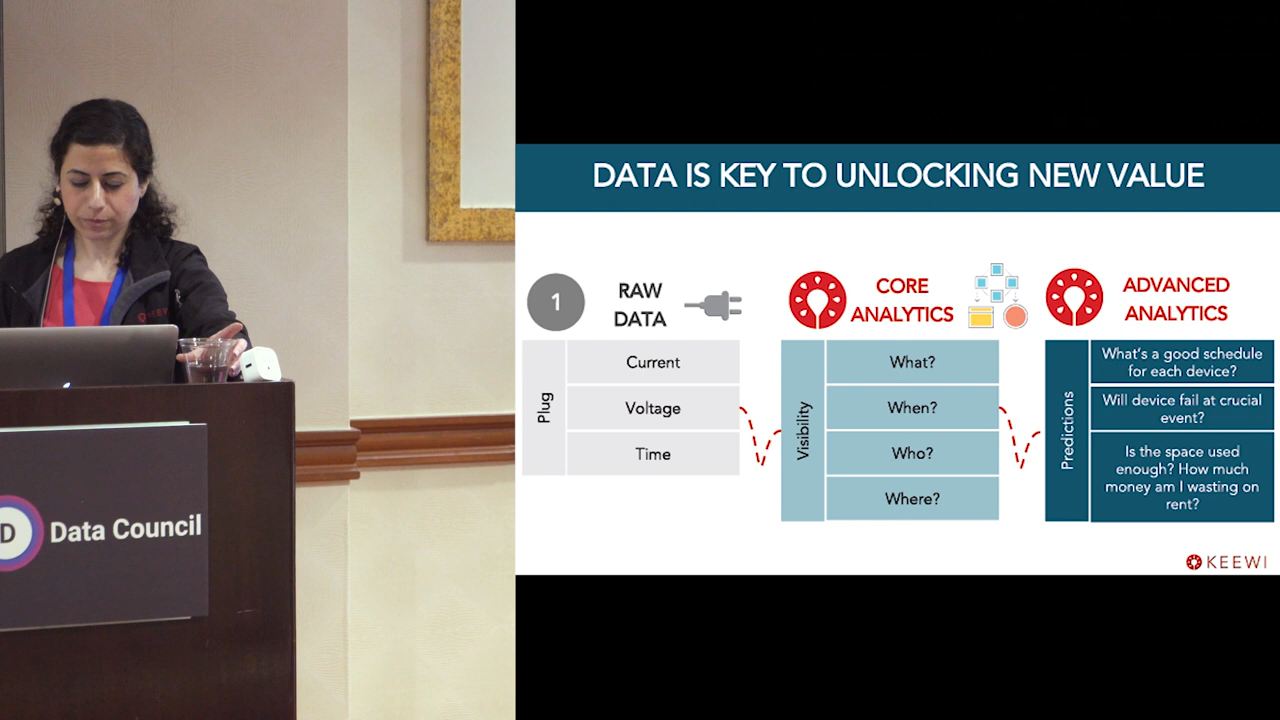 DATA IS KEY TO UNLOCKING NEW VALUE
1
RAW
DATA
CORE
ANALYTICS
ADVANCED
ANALYTICS
Plug
Current
Voltage
Time
Visibility
What?
When?
Who?
Where?
Predictions
What's a good schedule
for each device?
Will device fail at crucial
event?
Is the space used
enough? How much
money am I wasting on
rent?
KEEWI
D
Data Council